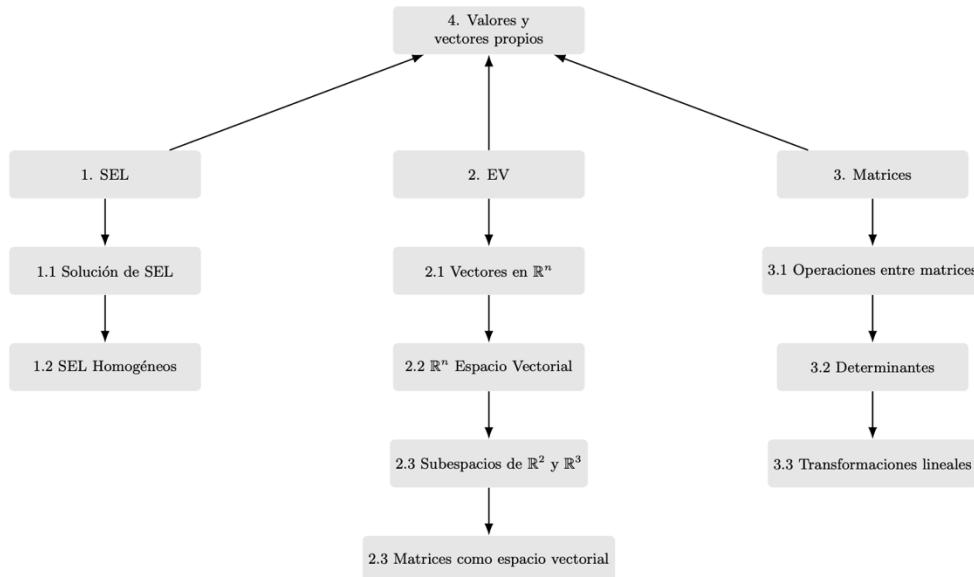 4. Valores y
vectores propios
1. SEL
2. EV
3. Matrices
1.1 Solución de SEL
2.1 Vectores en ℝⁿ
3.1 Operaciones entre matrices
1.2 SEL Homogéneos
2.2 ℝⁿ Espacio Vectorial
3.2 Determinantes
2.3 Subespacios de ℝ² y ℝ³
3.3 Transformaciones lineales
2.3 Matrices como espacio vectorial